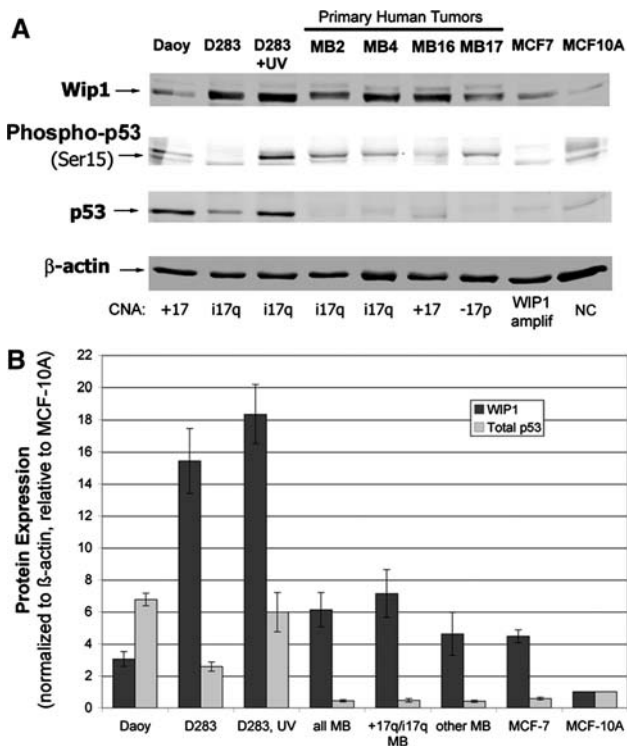 A
Primary Human Tumors
Daoy D283 D283 +UV MB2 MB4 MB16 MB17 MCF7 MCF10A
Wip1
Phospho-p53
(Ser15)
p53
β-actin
CNA: +17 i17q i17q i17q i17q +17 -17p WIP1 amplif NC
B
Protein Expression
(normalized to ß-actin, relative to MCF-10A)
22
20
18
16
14
12
10
8
6
4
2
0
WIP1
Total p53
Daoy D283 D283, UV all MB +17q/i17q MB other MB MCF-7 MCF-10A